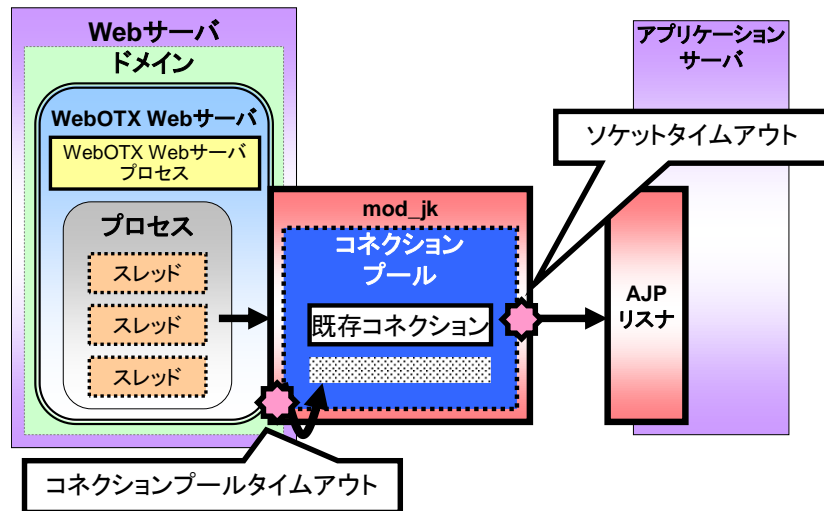 Webサーバ
ドメイン
WebOTX Webサーバ
WebOTX Webサーバ
プロセス
プロセス
スレッド
スレッド
スレッド
mod_jk
コネクション
プール
既存コネクション
コネクションプールタイムアウト
ソケットタイムアウト
アプリケーション
サーバ
AJP
リスナ